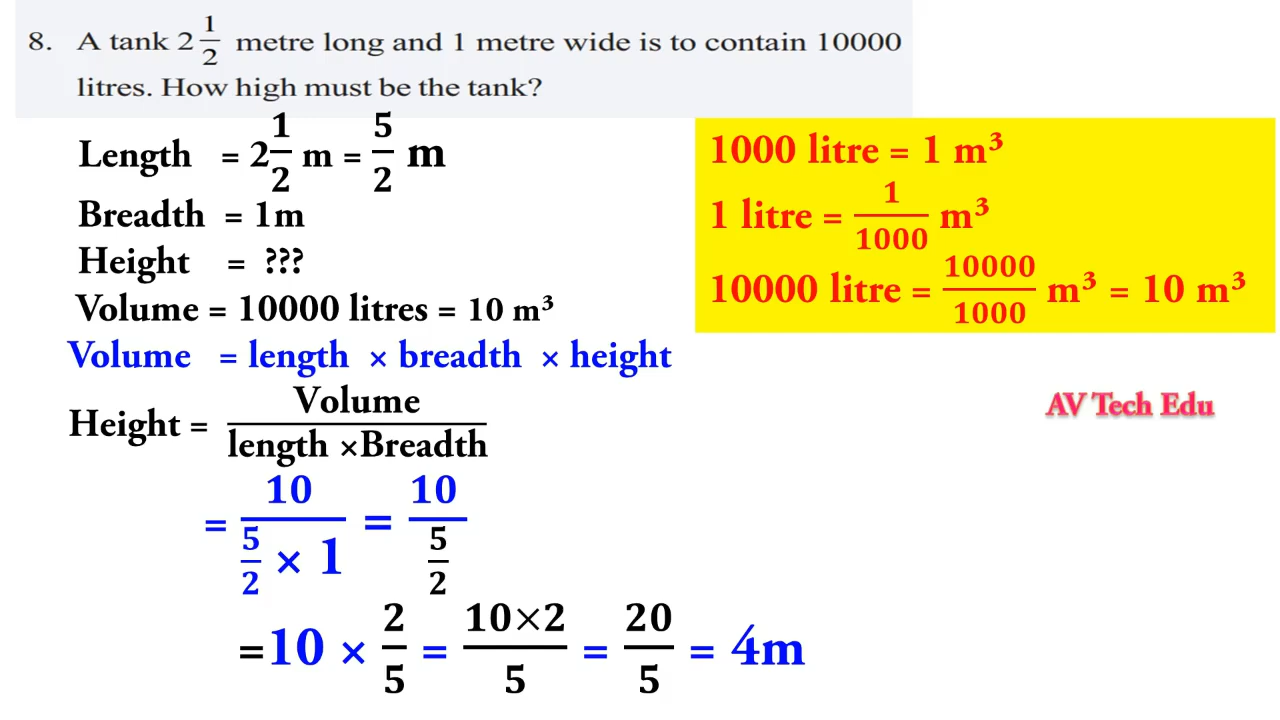 8. A tank 2 1/2 metre long and 1 metre wide is to contain 10000
litres. How high must be the tank?
Length = 2 1/2 m = 5/2 m
Breadth = 1m
Height = ???
Volume = 10000 litres = 10 m³
Volume = length × breadth × height
Height = Volume / length ×Breadth
= 10 / 5/2 × 1 = 10 / 5/2
=10 × 2/5 = 10×2/5 = 20/5 = 4m
1000 litre = 1 m³
1 litre = 1/1000 m³
10000 litre = 10000/1000 m³ = 10 m³
AV Tech Edu